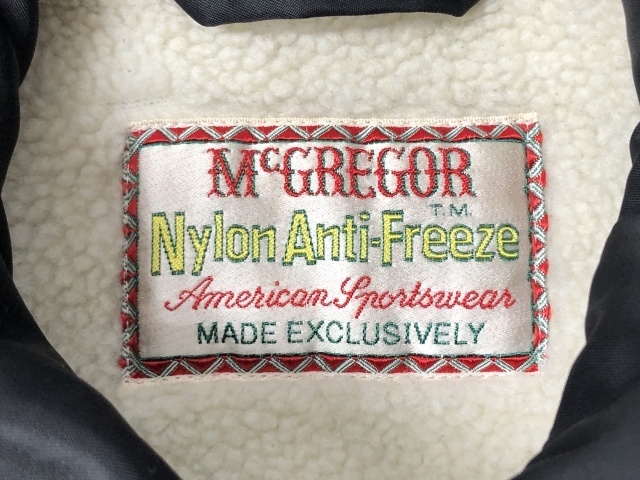 McGREGOR
T.M.
Nylon Anti-Freeze
American Sportswear
MADE EXCLUSIVELY